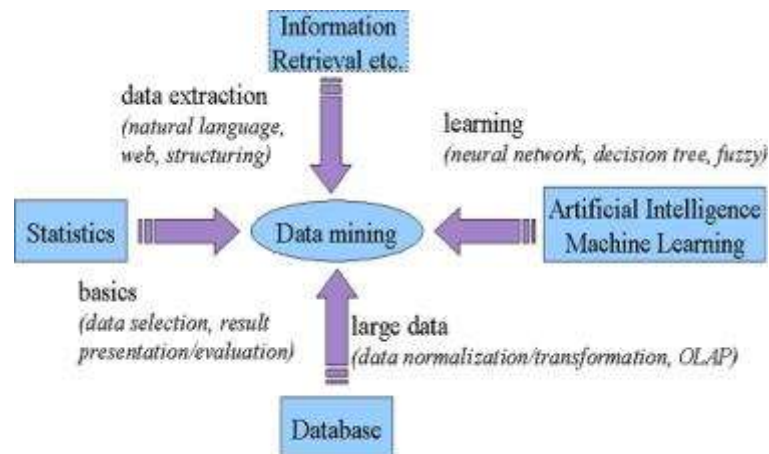 Information
Retrieval etc.
data extraction
(natural language,
web, structuring)
learning
(neural network, decision tree, fuzzy)
Statistics
Data mining
Artificial Intelligence
Machine Learning
basics
(data selection, result
presentation/evaluation)
large data
(data normalization/transformation, OLAP)
Database